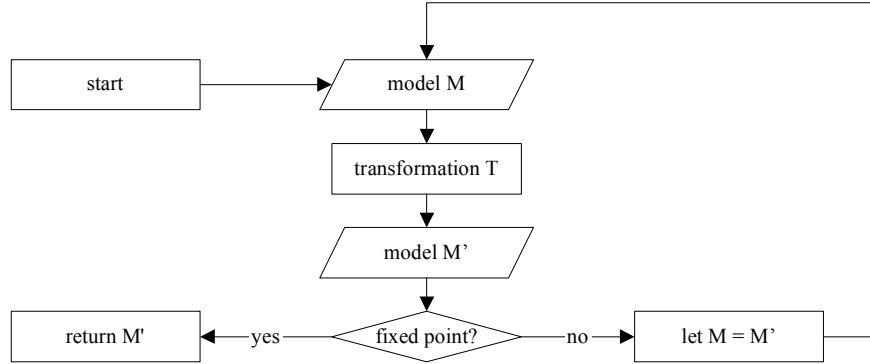 start
model M
transformation T
model M’
return M'
yes
fixed point?
no
let M = M’